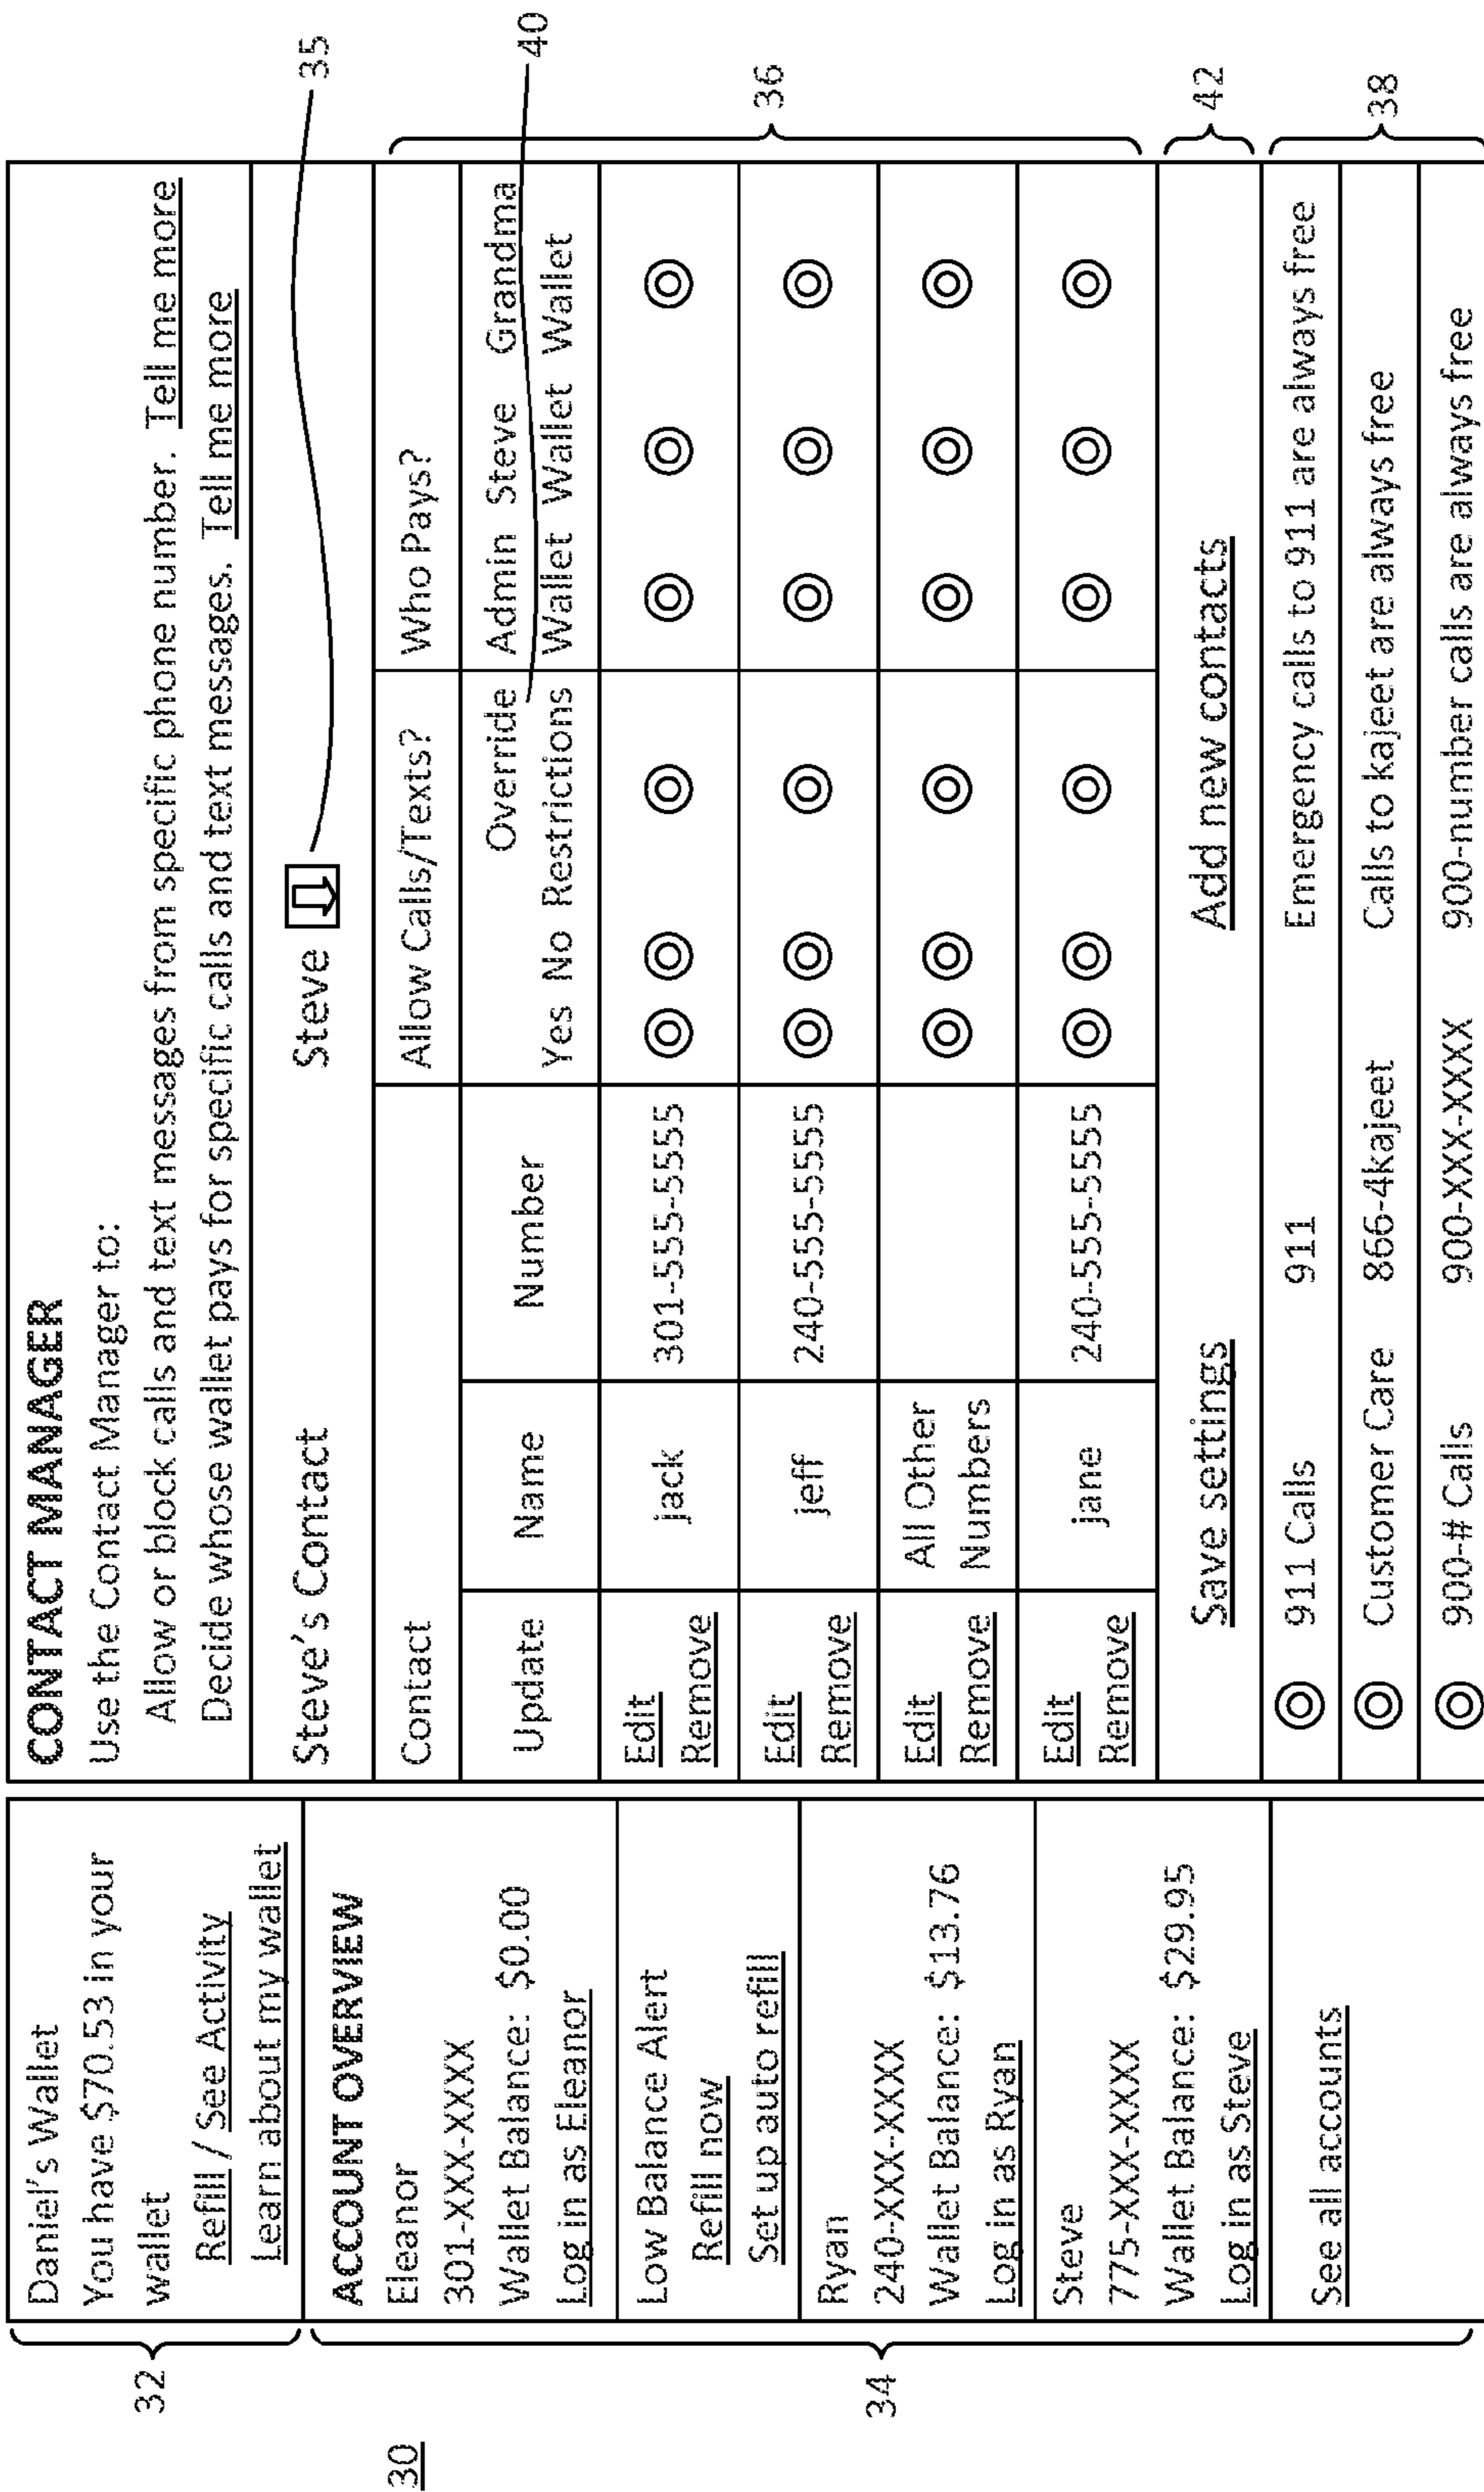 30
32
Daniel's Wallet
You have $70.53 in your
wallet
Refill / See Activity
Learn about my wallet
34
ACCOUNT OVERVIEW
Eleanor
301-XXX-XXXX
Wallet Balance: $0.00
Log in as Eleanor
Low Balance Alert
Refill now
Set up auto refill
Ryan
240-XXX-XXXX
Wallet Balance: $13.76
Log in as Ryan
Steve
775-XXX-XXXX
Wallet Balance: $29.95
Log in as Steve
See all accounts
CONTACT MANAGER
Use the Contact Manager to:
Allow or block calls and text messages from specific phone number. Tell me more
Decide whose wallet pays for specific calls and text messages. Tell me more
Steve's Contact Steve
35
Contact Allow Calls/Texts? Who Pays?
Override Admin Steve Grandma
Update Name Number Yes No Restrictions Wallet Wallet Wallet
40
Edit
Remove jack 301-555-5555
Edit
Remove jeff 240-555-5555
36
Edit All Other
Remove Numbers
Edit
Remove jane 240-555-5555
Save settings Add new contacts
42
911 Calls 911 Emergency calls to 911 are always free
Customer Care 866-4kajeet Calls to kajeet are always free
38
900-# Calls 900-XXX-XXXX 900-number calls are always free